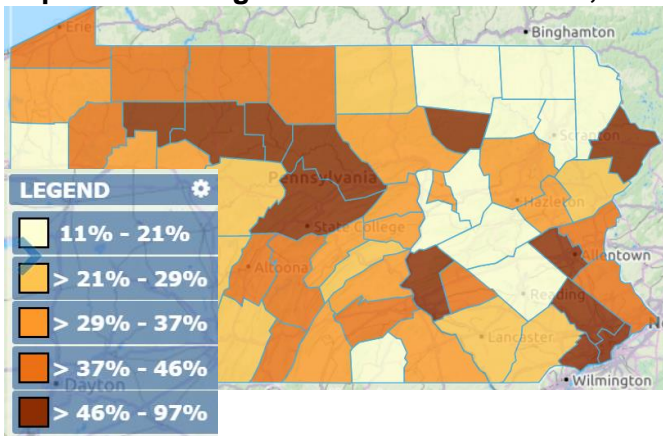 Erie
Binghamton
Scranton
Pennsylvania
State College
Hazleton
Altoona
Allentown
Reading
Lancaster
Wilmington
LEGEND
11% - 21%
> 21% - 29%
> 29% - 37%
> 37% - 46%
> 46% - 97%
Dayton